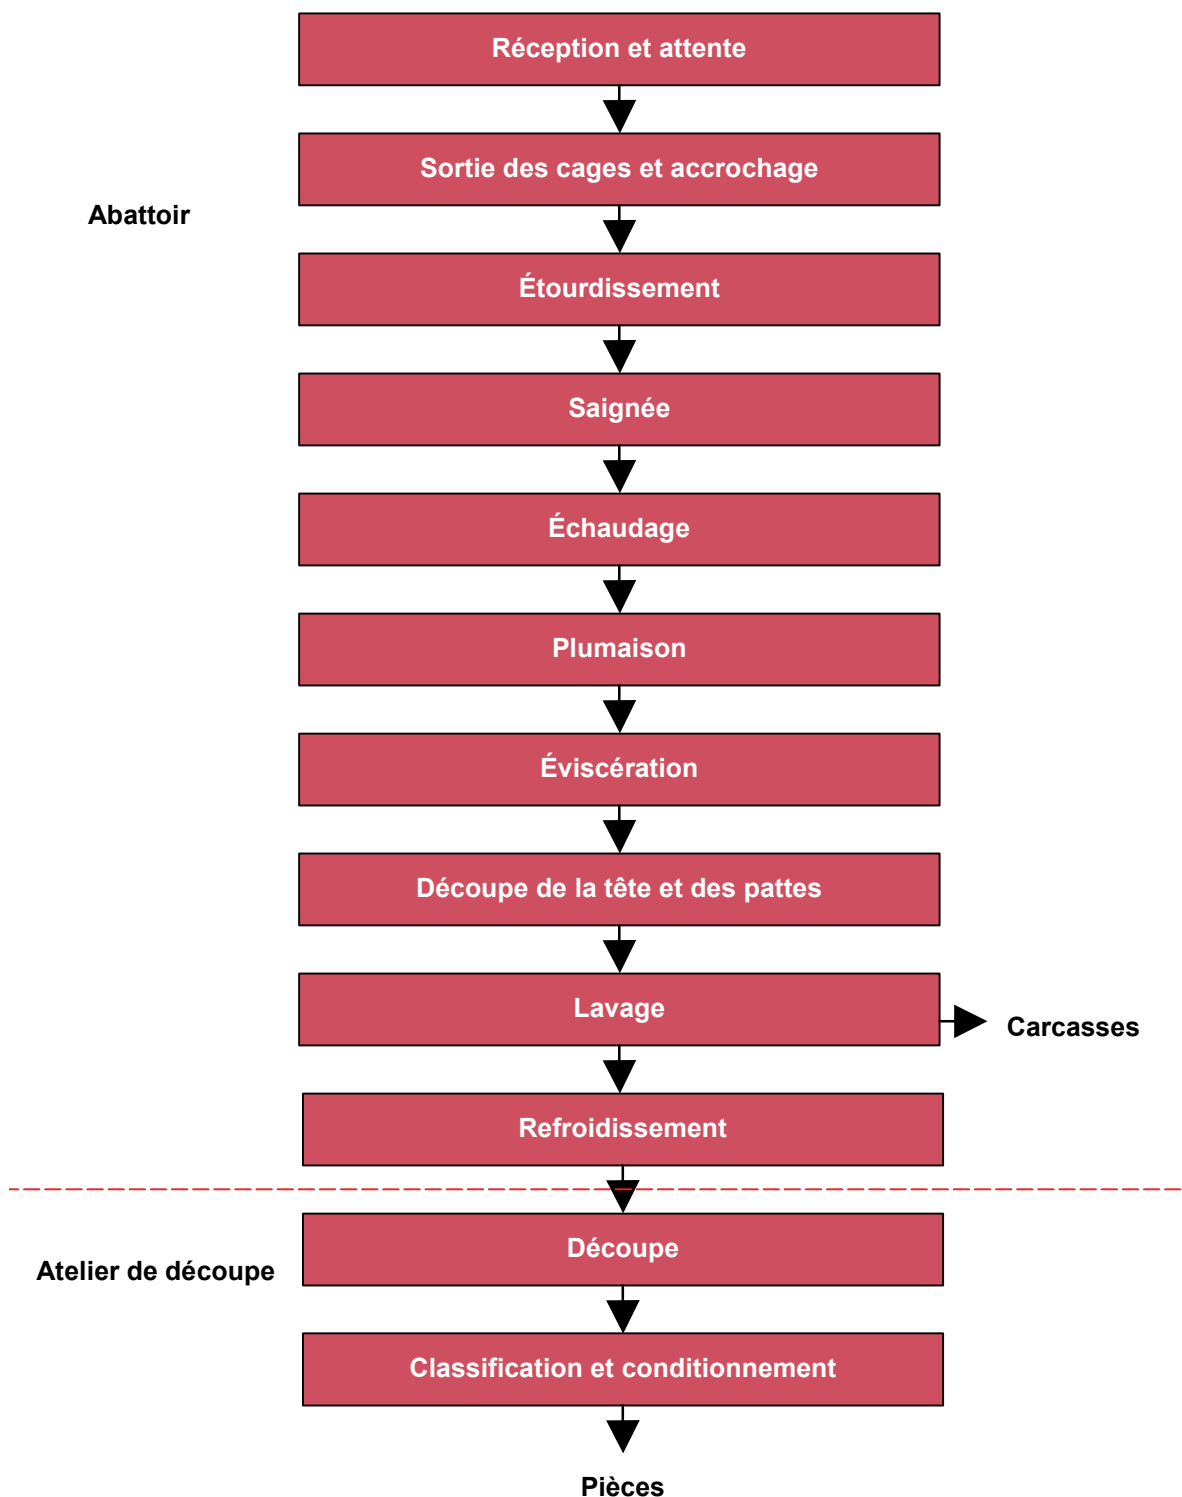 Réception et attente
Sortie des cages et accrochage
Abattoir
Étourdissement
Saignée
Échaudage
Plumaison
Éviscération
Découpe de la tête et des pattes
Lavage
Carcasses
Refroidissement
Découpe
Atelier de découpe
Classification et conditionnement
Pièces